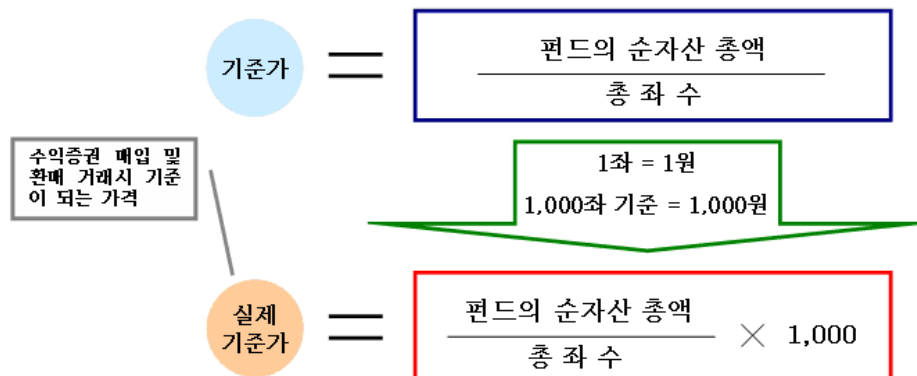 기준가
=
펀드의 순자산 총액
총 좌 수
수익증권 매입 및
환매 거래시 기준
이 되는 가격
1좌 = 1원
1,000좌 기준 = 1,000원
실제
기준가
=
펀드의 순자산 총액
총 좌 수
× 1,000